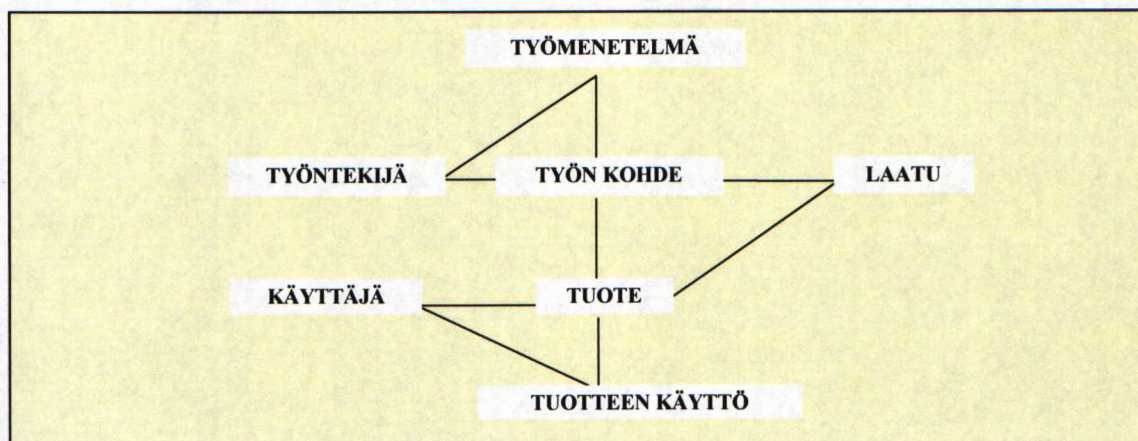 TYÖMENETELMÄ
TYÖNTEKIJÄ
TYÖN KOHDE
LAATU
KÄYTTÄJÄ
TUOTE
TUOTTEEN KÄYTTÖ